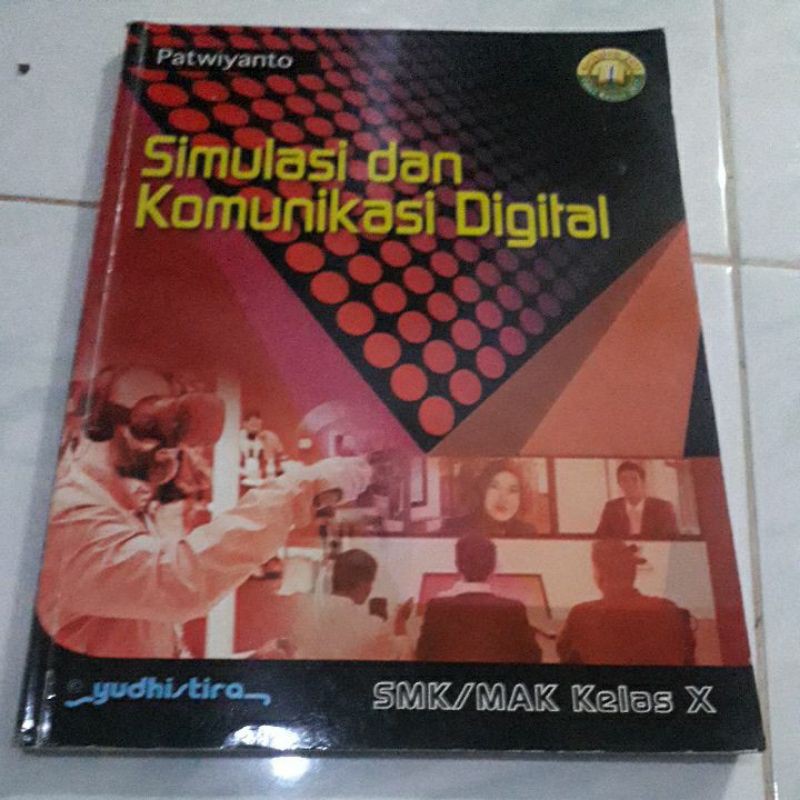 Patwiyanto
Simulasi dan
Komunikasi Digital
yudhistira
SMK/MAK Kelas X